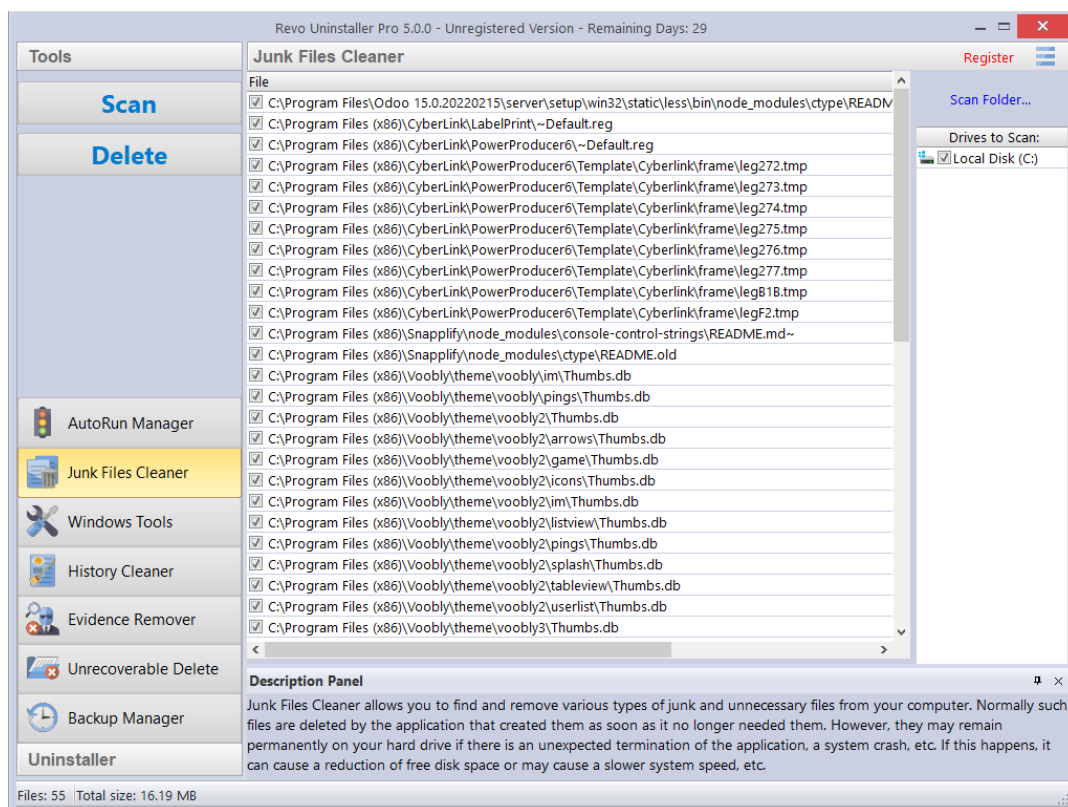 Revo Uninstaller Pro 5.0.0 - Unregistered Version - Remaining Days: 29
Tools
Junk Files Cleaner
Register
Scan
Delete
File
C:\Program Files\Odoo 15.0.20220215\server\setup\win32\static\less\bin\node_modules\ctype\READM
C:\Program Files (x86)\CyberLink\LabelPrint\~Default.reg
C:\Program Files (x86)\CyberLink\PowerProducer6\~Default.reg
C:\Program Files (x86)\CyberLink\PowerProducer6\Template\Cyberlink\frame\leg272.tmp
C:\Program Files (x86)\CyberLink\PowerProducer6\Template\Cyberlink\frame\leg273.tmp
C:\Program Files (x86)\CyberLink\PowerProducer6\Template\Cyberlink\frame\leg274.tmp
C:\Program Files (x86)\CyberLink\PowerProducer6\Template\Cyberlink\frame\leg275.tmp
C:\Program Files (x86)\CyberLink\PowerProducer6\Template\Cyberlink\frame\leg276.tmp
C:\Program Files (x86)\CyberLink\PowerProducer6\Template\Cyberlink\frame\leg277.tmp
C:\Program Files (x86)\CyberLink\PowerProducer6\Template\Cyberlink\frame\legB1B.tmp
C:\Program Files (x86)\CyberLink\PowerProducer6\Template\Cyberlink\frame\legF2.tmp
C:\Program Files (x86)\Snapplify\node_modules\console-control-strings\README.md~
C:\Program Files (x86)\Snapplify\node_modules\ctype\README.old
C:\Program Files (x86)\Voobly\theme\voobly\im\Thumbs.db
C:\Program Files (x86)\Voobly\theme\voobly\pings\Thumbs.db
C:\Program Files (x86)\Voobly\theme\voobly2\Thumbs.db
C:\Program Files (x86)\Voobly\theme\voobly2\arrows\Thumbs.db
C:\Program Files (x86)\Voobly\theme\voobly2\game\Thumbs.db
C:\Program Files (x86)\Voobly\theme\voobly2\icons\Thumbs.db
C:\Program Files (x86)\Voobly\theme\voobly2\im\Thumbs.db
C:\Program Files (x86)\Voobly\theme\voobly2\listview\Thumbs.db
C:\Program Files (x86)\Voobly\theme\voobly2\pings\Thumbs.db
C:\Program Files (x86)\Voobly\theme\voobly2\splash\Thumbs.db
C:\Program Files (x86)\Voobly\theme\voobly2\tableview\Thumbs.db
C:\Program Files (x86)\Voobly\theme\voobly2\userlist\Thumbs.db
C:\Program Files (x86)\Voobly\theme\voobly3\Thumbs.db
Scan Folder...
Drives to Scan:
Local Disk (C:)
AutoRun Manager
Junk Files Cleaner
Windows Tools
History Cleaner
Evidence Remover
Unrecoverable Delete
Backup Manager
Uninstaller
Description Panel
Junk Files Cleaner allows you to find and remove various types of junk and unnecessary files from your computer. Normally such
files are deleted by the application that created them as soon as it no longer needed them. However, they may remain
permanently on your hard drive if there is an unexpected termination of the application, a system crash, etc. If this happens, it
can cause a reduction of free disk space or may cause a slower system speed, etc.
Files: 55 Total size: 16.19 MB